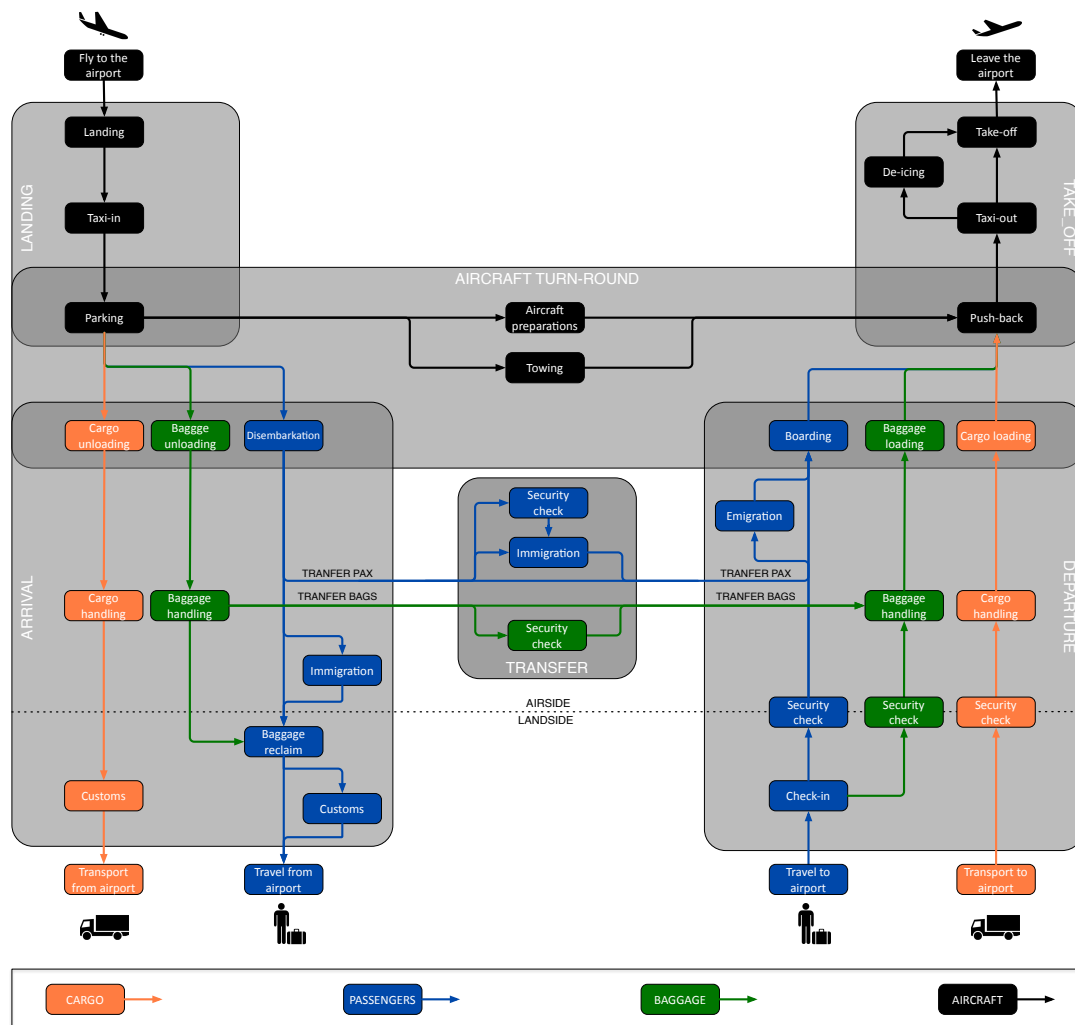 Fly to the
airport
Leave the
airport
Landing
Take-off
De-icing
LANDING
Taxi-in
Taxi-out
TAKE_OFF
AIRCRAFT TURN-ROUND
Parking
Aircraft
preparations
Push-back
Towing
Cargo
unloading
Baggge
unloading
Disembarkation
Boarding
Baggage
loading
Cargo loading
Security
check
Emigration
Immigration
TRANFER PAX
TRANFER PAX
ARRIVAL
DEPARTURE
Cargo
handling
Baggage
handling
TRANFER BAGS
TRANFER BAGS
Baggage
handling
Cargo
handling
Security
check
TRANSFER
Immigration
AIRSIDE
LANDSIDE
Security
check
Security
check
Security
check
Baggage
reclaim
Customs
Customs
Check-in
Transport
from airport
Travel from
airport
Travel to
airport
Transport to
airport
CARGO
PASSENGERS
BAGGAGE
AIRCRAFT